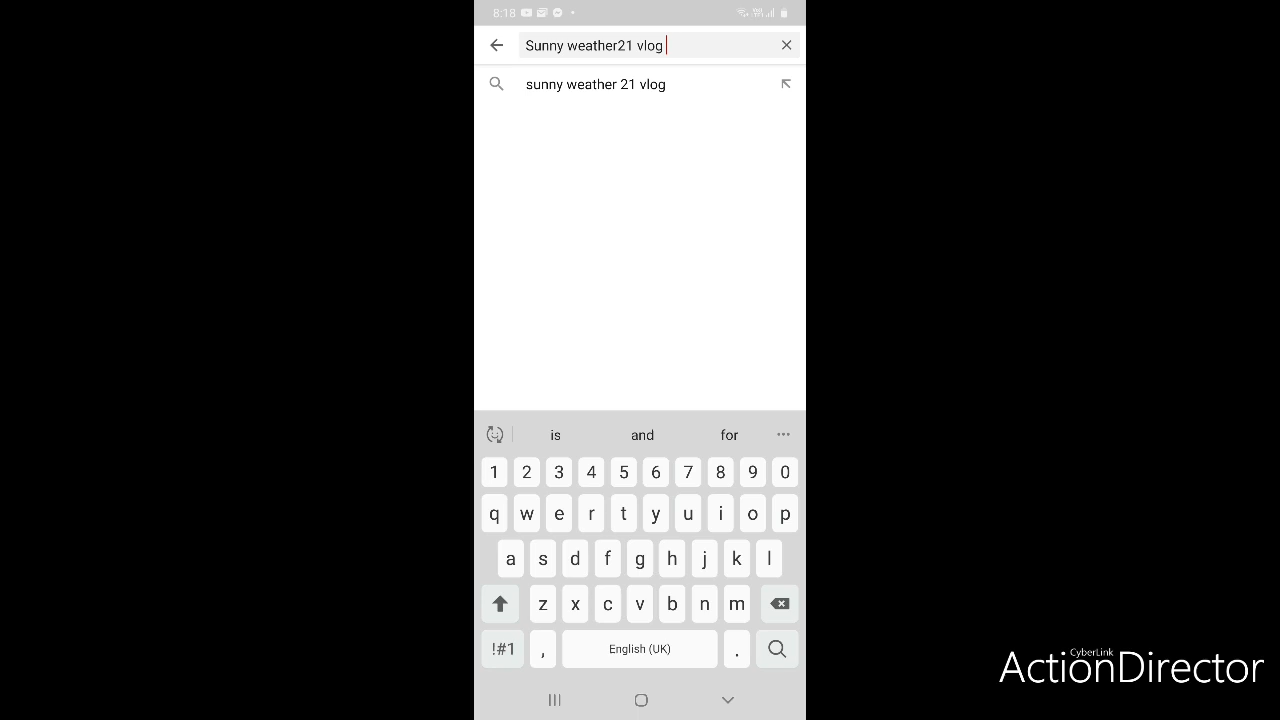 8:18
Sunny weather21 vlog
sunny weather 21 vlog
is and for
1 2 3 4 5 6 7 8 9 0
q w e r t y u i o p
a s d f g h j k l
z x c v b n m
!#1 , English (UK) .
CyberLink
ActionDirector